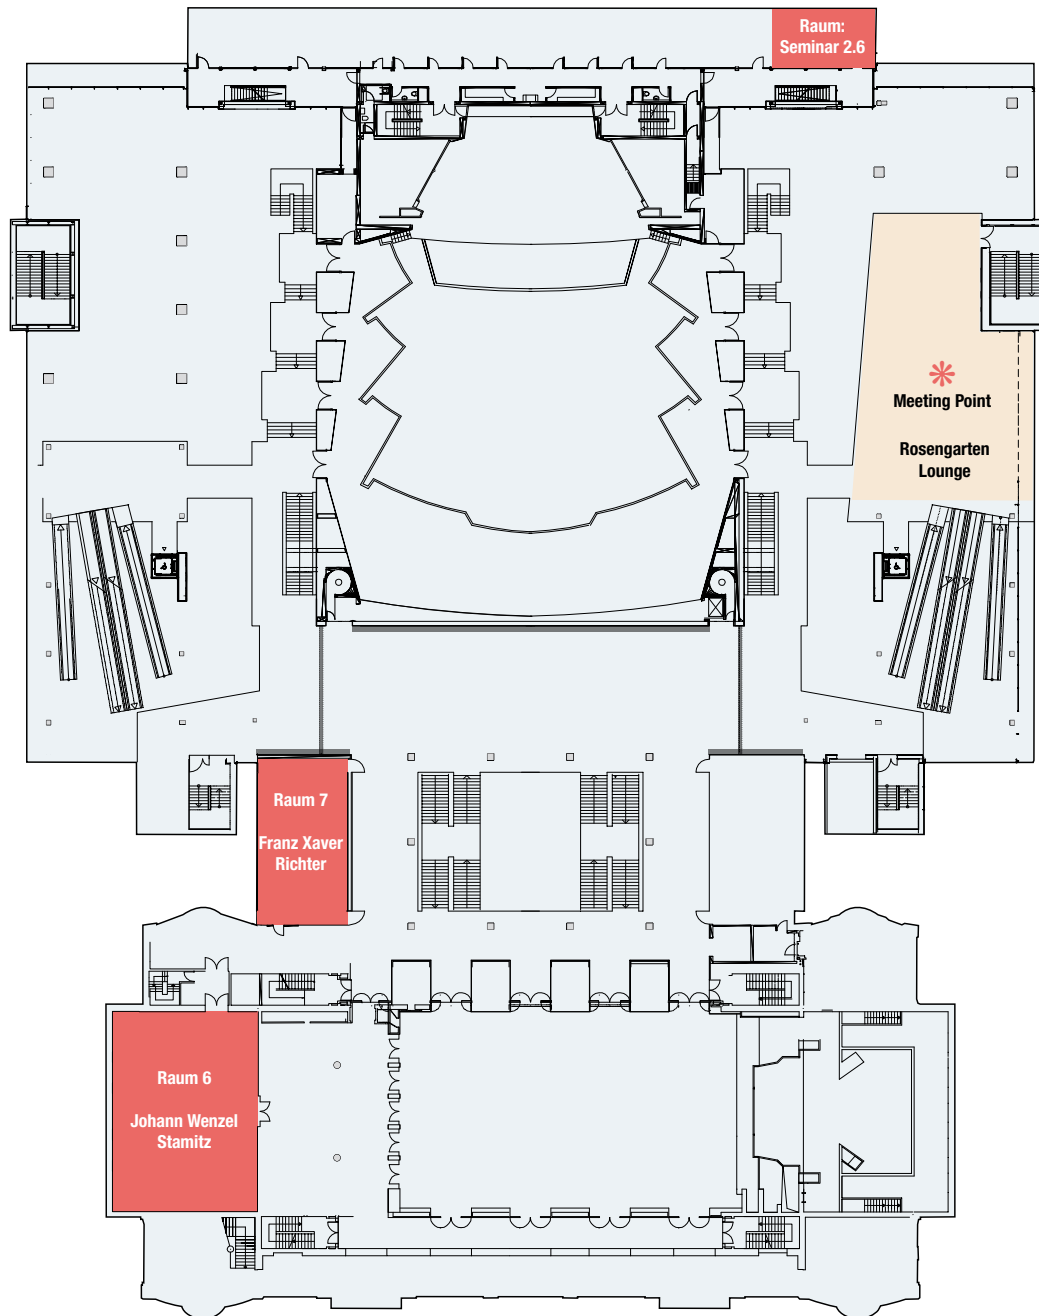 Raum:
Seminar 2.6
Meeting Point
Rosengarten
Lounge
Raum 7
Franz Xaver
Richter
Raum 6
Johann Wenzel
Stamitz